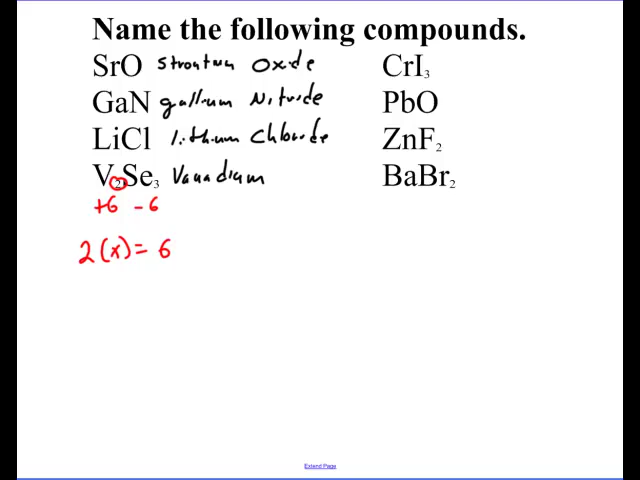 Name the following compounds.
SrO Strontium Oxide CrI3
GaN gallium Nitride PbO
LiCl lithium Chloride ZnF2
V2Se3 Vanadium BaBr2
+6 -6
2(x)=6
Extend Page